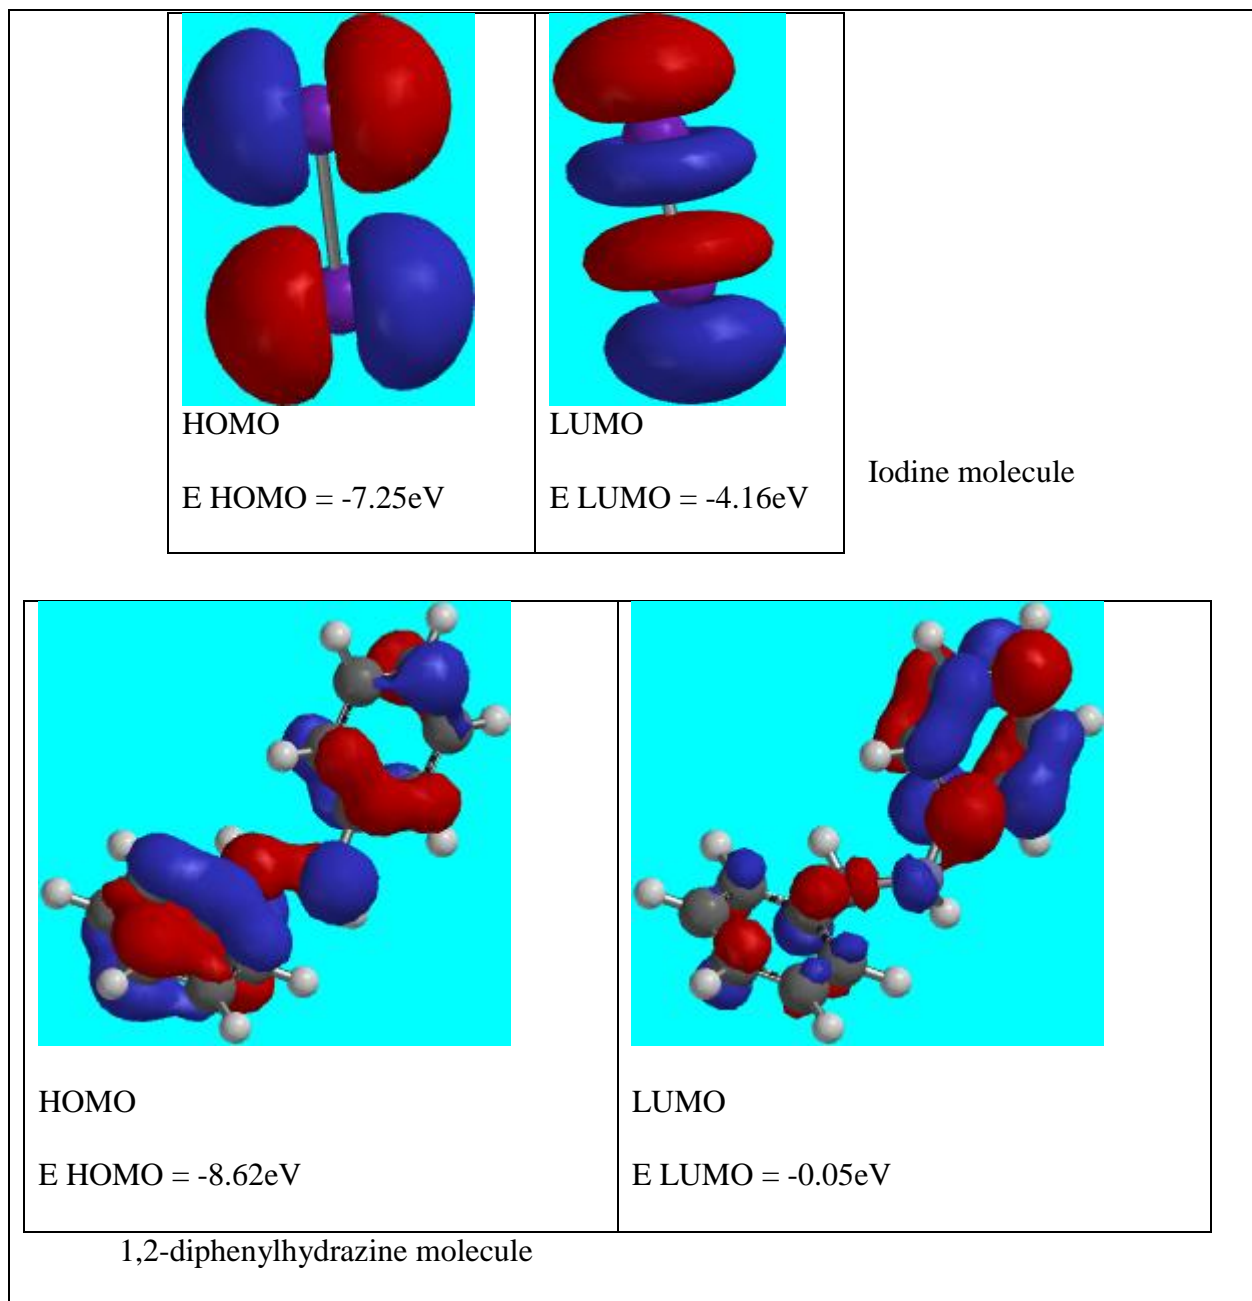 HOMO
E HOMO = -7.25eV
LUMO
E LUMO = -4.16eV
Iodine molecule
HOMO
E HOMO = -8.62eV
LUMO
E LUMO = -0.05eV
1,2-diphenylhydrazine molecule